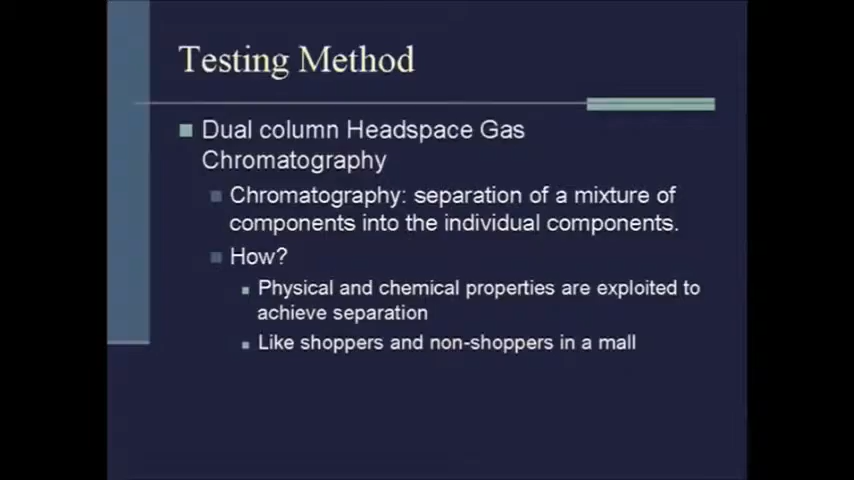 Testing Method
Dual column Headspace Gas
Chromatography
Chromatography: separation of a mixture of
components into the individual components.
How?
Physical and chemical properties are exploited to
achieve separation
Like shoppers and non-shoppers in a mall